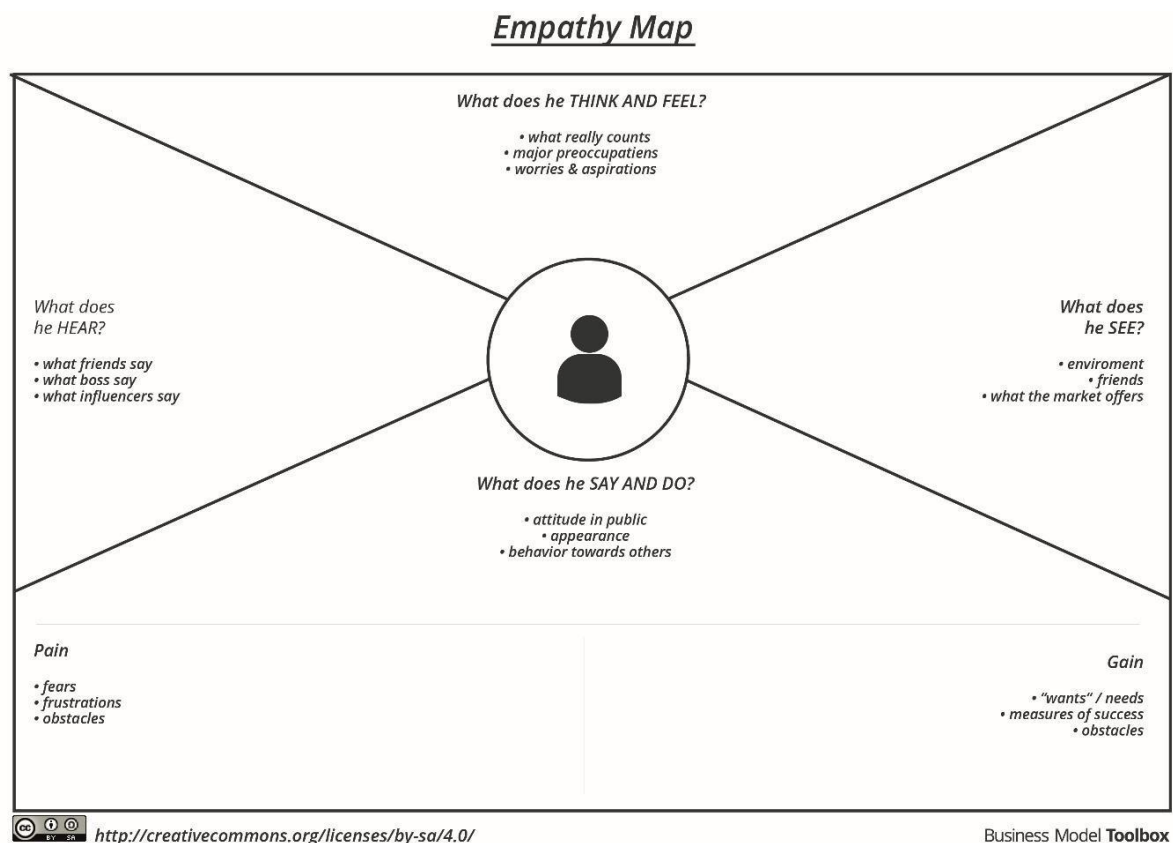 Empathy Map
What does he THINK AND FEEL?
• what really counts
• major preoccupatiens
• worries & aspirations
What does
he HEAR?
• what friends say
• what boss say
• what influencers say
What does
he SEE?
• enviroment
• friends
• what the market offers
What does he SAY AND DO?
• attitude in public
• appearance
• behavior towards others
Pain
• fears
• frustrations
• obstacles
Gain
• “wants“ / needs
• measures of success
• obstacles
cc BY SA
http://creativecommons.org/licenses/by-sa/4.0/
Business Model Toolbox